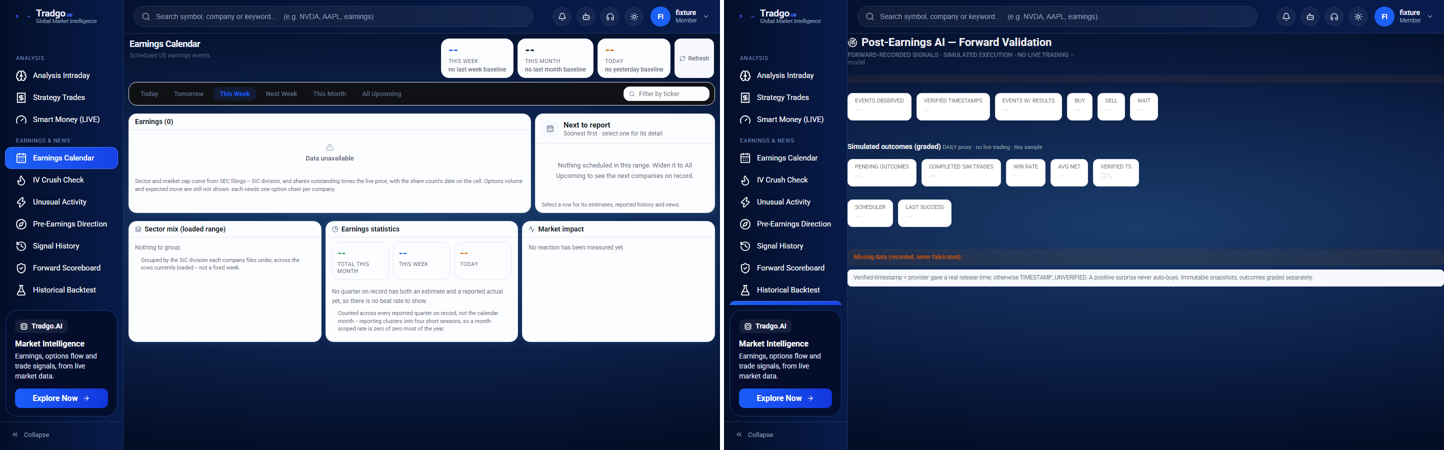 Tradgo
Global Market Intelligence
Search symbol, company or keyword... (e.g. NVDA, AAPL, earnings)
FI
fixture
Member
ANALYSIS
Analysis Intraday
Strategy Trades
Smart Money (LIVE)
EARNINGS & NEWS
Earnings Calendar
IV Crush Check
Unusual Activity
Pre-Earnings Direction
Signal History
Forward Scoreboard
Historical Backtest
Tradgo.AI
Market Intelligence
Earnings, options flow and
trade signals, from live
market data.
Explore Now
Collapse
Earnings Calendar
Scheduled US earnings events
--
THIS WEEK
no last week baseline
--
THIS MONTH
no last month baseline
--
TODAY
no yesterday baseline
Refresh
Today
Tomorrow
This Week
Next Week
This Month
All Upcoming
Filter by ticker
Earnings (0)
Data unavailable
Sector and market cap come from SEC filings – SIC division, and shares outstanding times the live price, with the share count's date on the cell. Options volume
and expected move are still not shown: each needs one option chain per company.
Next to report
Soonest first · select one for its detail
Nothing scheduled in this range. Widen it to All
Upcoming to see the next companies on record.
Select a row for its estimates, reported history and news.
Sector mix (loaded range)
Nothing to group.
Grouped by the SIC division each company files under, across the
rows currently loaded – not a fixed week.
Earnings statistics
--
TOTAL THIS
MONTH
--
THIS WEEK
--
TODAY
No quarter on record has both an estimate and a reported actual
yet, so there is no beat rate to show.
Counted across every reported quarter on record, not the calendar
month – reporting clusters into four short seasons, so a month-
scoped rate is zero of zero most of the year.
Market impact
No reaction has been measured yet.
Tradgo
Global Market Intelligence
Search symbol, company or keyword... (e.g. NVDA, AAPL, earnings)
FI
fixture
Member
ANALYSIS
Analysis Intraday
Strategy Trades
Smart Money (LIVE)
EARNINGS & NEWS
Earnings Calendar
IV Crush Check
Unusual Activity
Pre-Earnings Direction
Signal History
Forward Scoreboard
Historical Backtest
Tradgo.AI
Market Intelligence
Earnings, options flow and
trade signals, from live
market data.
Explore Now
Collapse
Post-Earnings AI — Forward Validation
FORWARD-RECORDED SIGNALS · SIMULATED EXECUTION · NO LIVE TRADING —
model.
EVENTS OBSERVED
—
VERIFIED TIMESTAMPS
—
EVENTS W/ RESULTS
—
BUY
—
SELL
—
WAIT
—
Simulated outcomes (graded) DAILY proxy · no live trading · tiny sample
PENDING OUTCOMES
—
COMPLETED SIM TRADES
—
WIN RATE
—
AVG NET
—
VERIFIED TS
0%
SCHEDULER
—
LAST SUCCESS
—
Missing data (recorded, never fabricated):
Verified-timestamp = provider gave a real release time; otherwise TIMESTAMP_UNVERIFIED. A positive surprise never auto-buys. Immutable snapshots; outcomes graded separately.